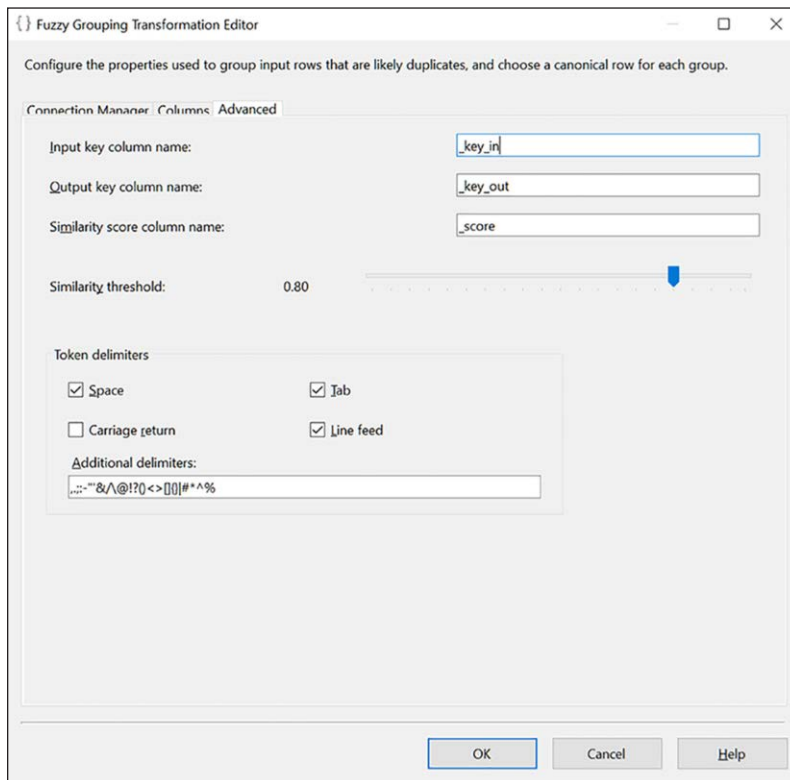 { } Fuzzy Grouping Transformation Editor
Configure the properties used to group input rows that are likely duplicates, and choose a canonical row for each group.
Connection Manager Columns Advanced
Input key column name: _key_in
Output key column name: _key_out
Similarity score column name: _score
Similarity threshold: 0.80
Token delimiters
Space Tab
Carriage return Line feed
Additional delimiters:
,.;:-"'&/\@!?()<>[]{}|#*^%
OK Cancel Help